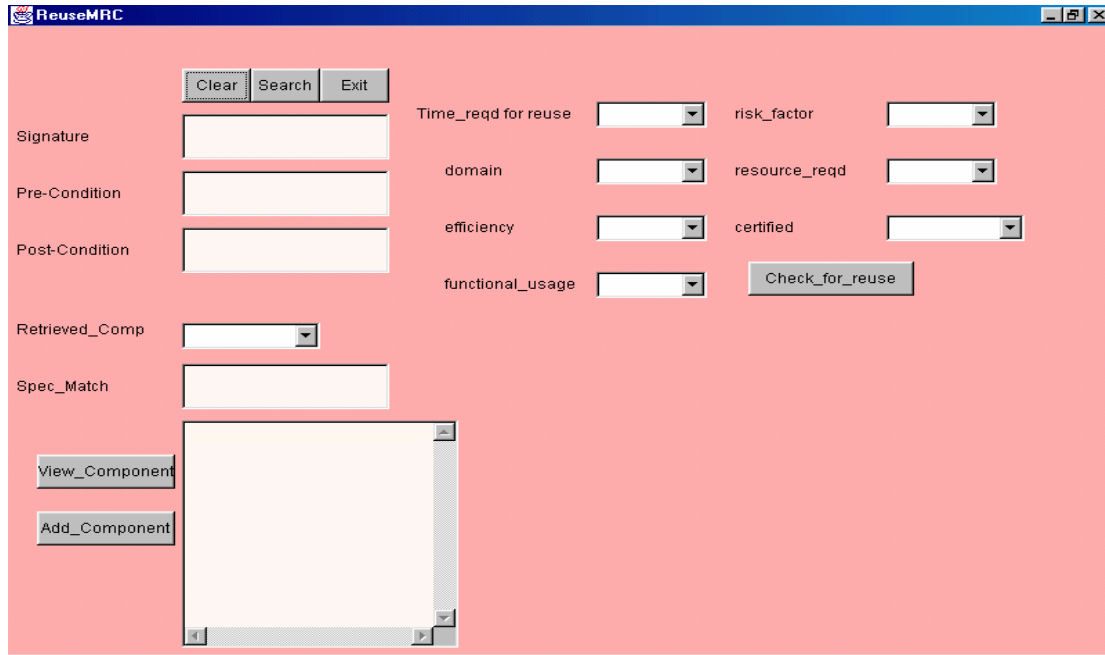 ReuseMRC
Clear Search Exit
Signature
Pre-Condition
Post-Condition
Retrieved_Comp
Spec_Match
View_Component
Add_Component
Time_reqd for reuse
domain
efficiency
functional_usage
risk_factor
resource_reqd
certified
Check_for_reuse